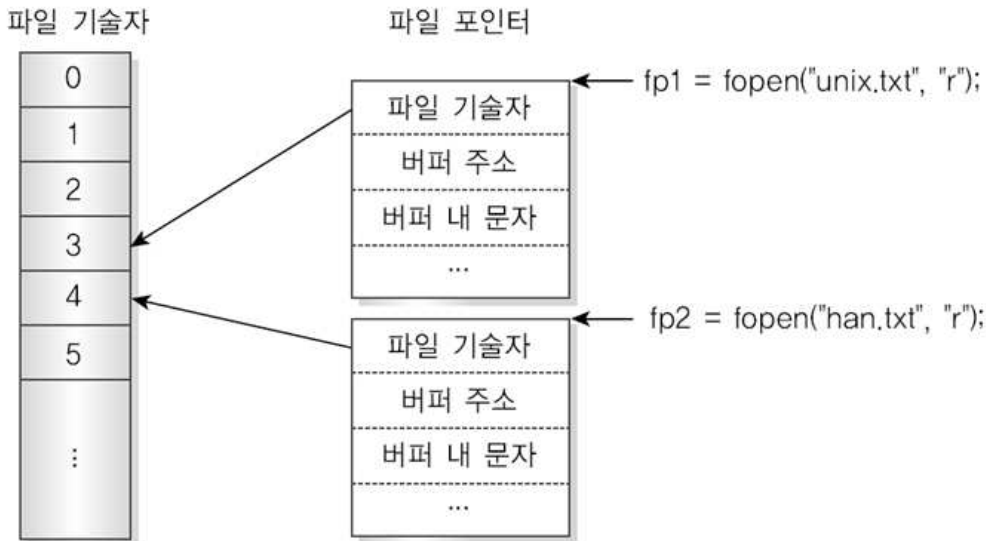 파일 기술자
0
1
2
3
4
5
⋮
파일 포인터
fp1 = fopen("unix.txt", "r");
파일 기술자
버퍼 주소
버퍼 내 문자
...
fp2 = fopen("han.txt", "r");
파일 기술자
버퍼 주소
버퍼 내 문자
...